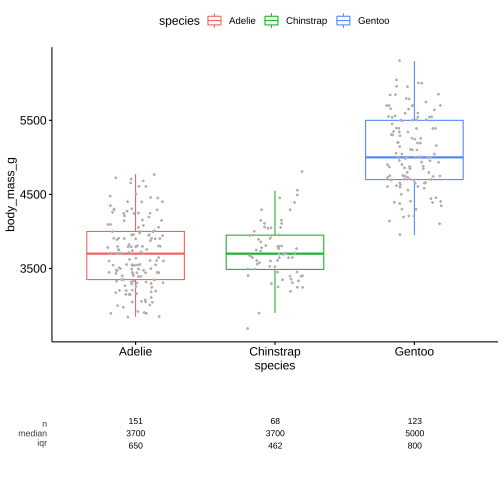 species Adelie Chinstrap Gentoo
body_mass_g
5500
4500
3500
Adelie Chinstrap Gentoo
species
n 151 68 123
median 3700 3700 5000
iqr 650 462 800